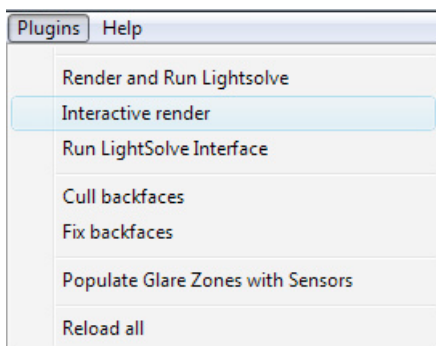 Plugins Help
Render and Run Lightsolve
Interactive render
Run LightSolve Interface
Cull backfaces
Fix backfaces
Populate Glare Zones with Sensors
Reload all